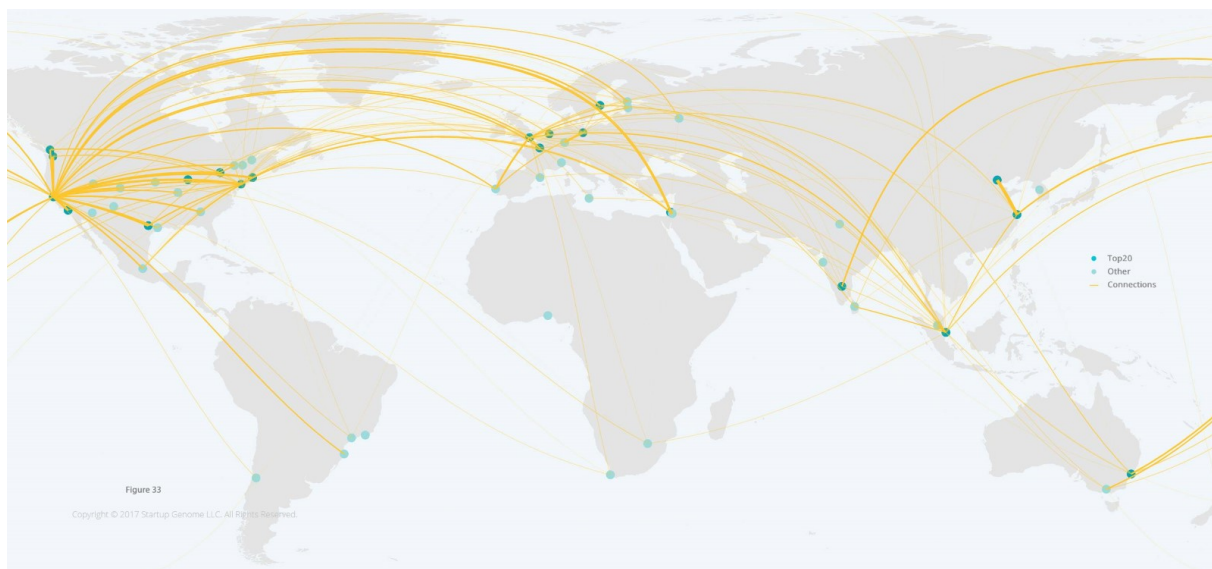 Top20
Other
Connections
Figure 33
Copyright © 2017 Startup Genome LLC. All Rights Reserved.